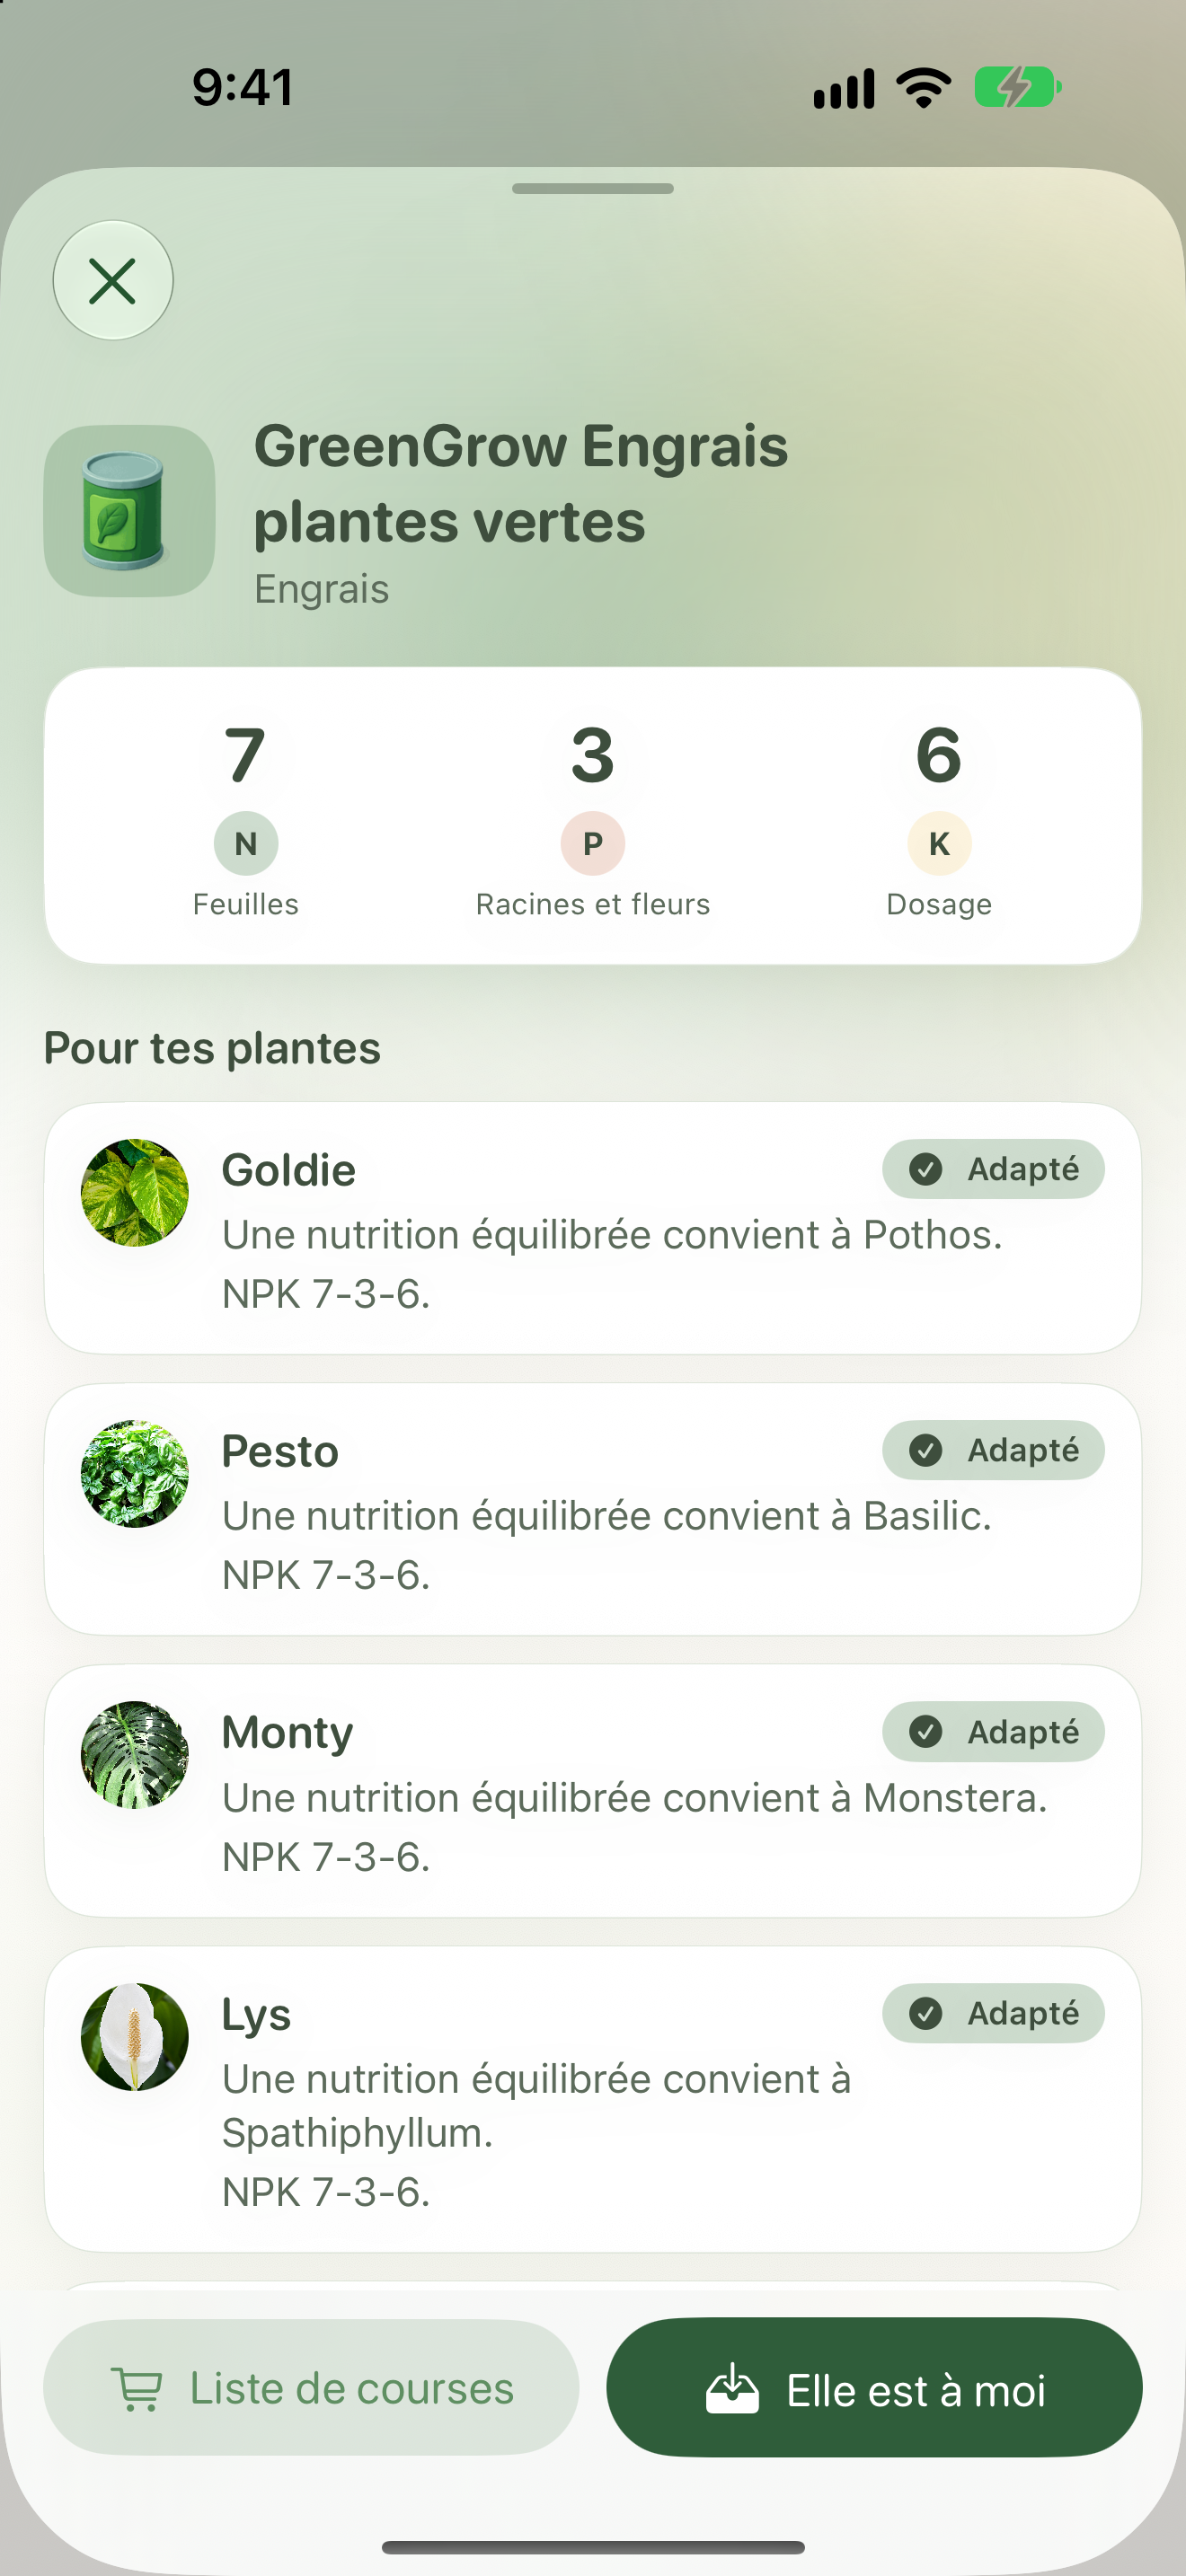 9:41
GreenGrow Engrais
plantes vertes
Engrais
7
3
6
N
P
K
Feuilles
Racines et fleurs
Dosage
Pour tes plantes
Goldie
Adapté
Une nutrition équilibrée convient à Pothos.
NPK 7-3-6.
Pesto
Adapté
Une nutrition équilibrée convient à Basilic.
NPK 7-3-6.
Monty
Adapté
Une nutrition équilibrée convient à Monstera.
NPK 7-3-6.
Lys
Adapté
Une nutrition équilibrée convient à
Spathiphyllum.
NPK 7-3-6.
Liste de courses
Elle est à moi